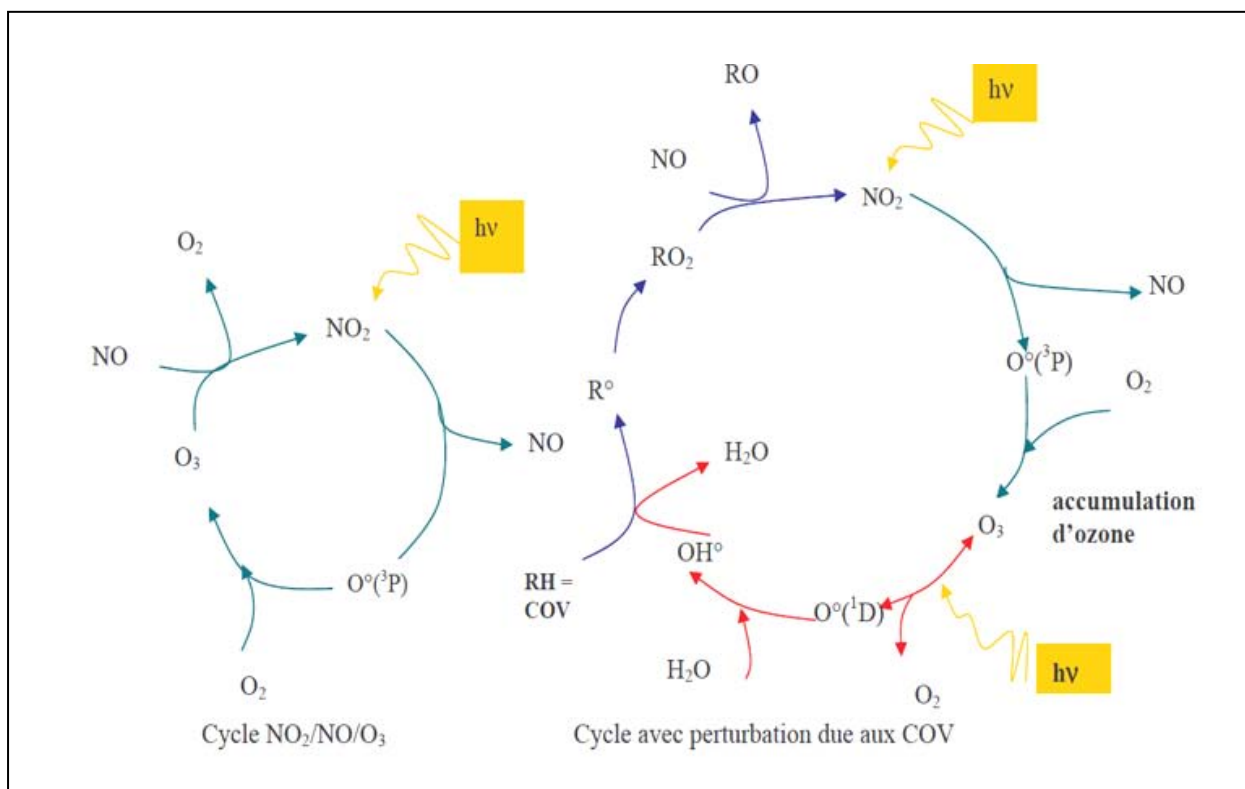 O₂
hν
NO₂
NO
O₃
NO
O°(³P)
O₂
Cycle NO₂/NO/O₃
RO
hν
NO
NO₂
RO₂
NO
O°(³P)
O₂
R°
H₂O
accumulation
d’ozone
O₃
OH°
RH =
COV
O°(¹D)
H₂O
hν
O₂
Cycle avec perturbation due aux COV